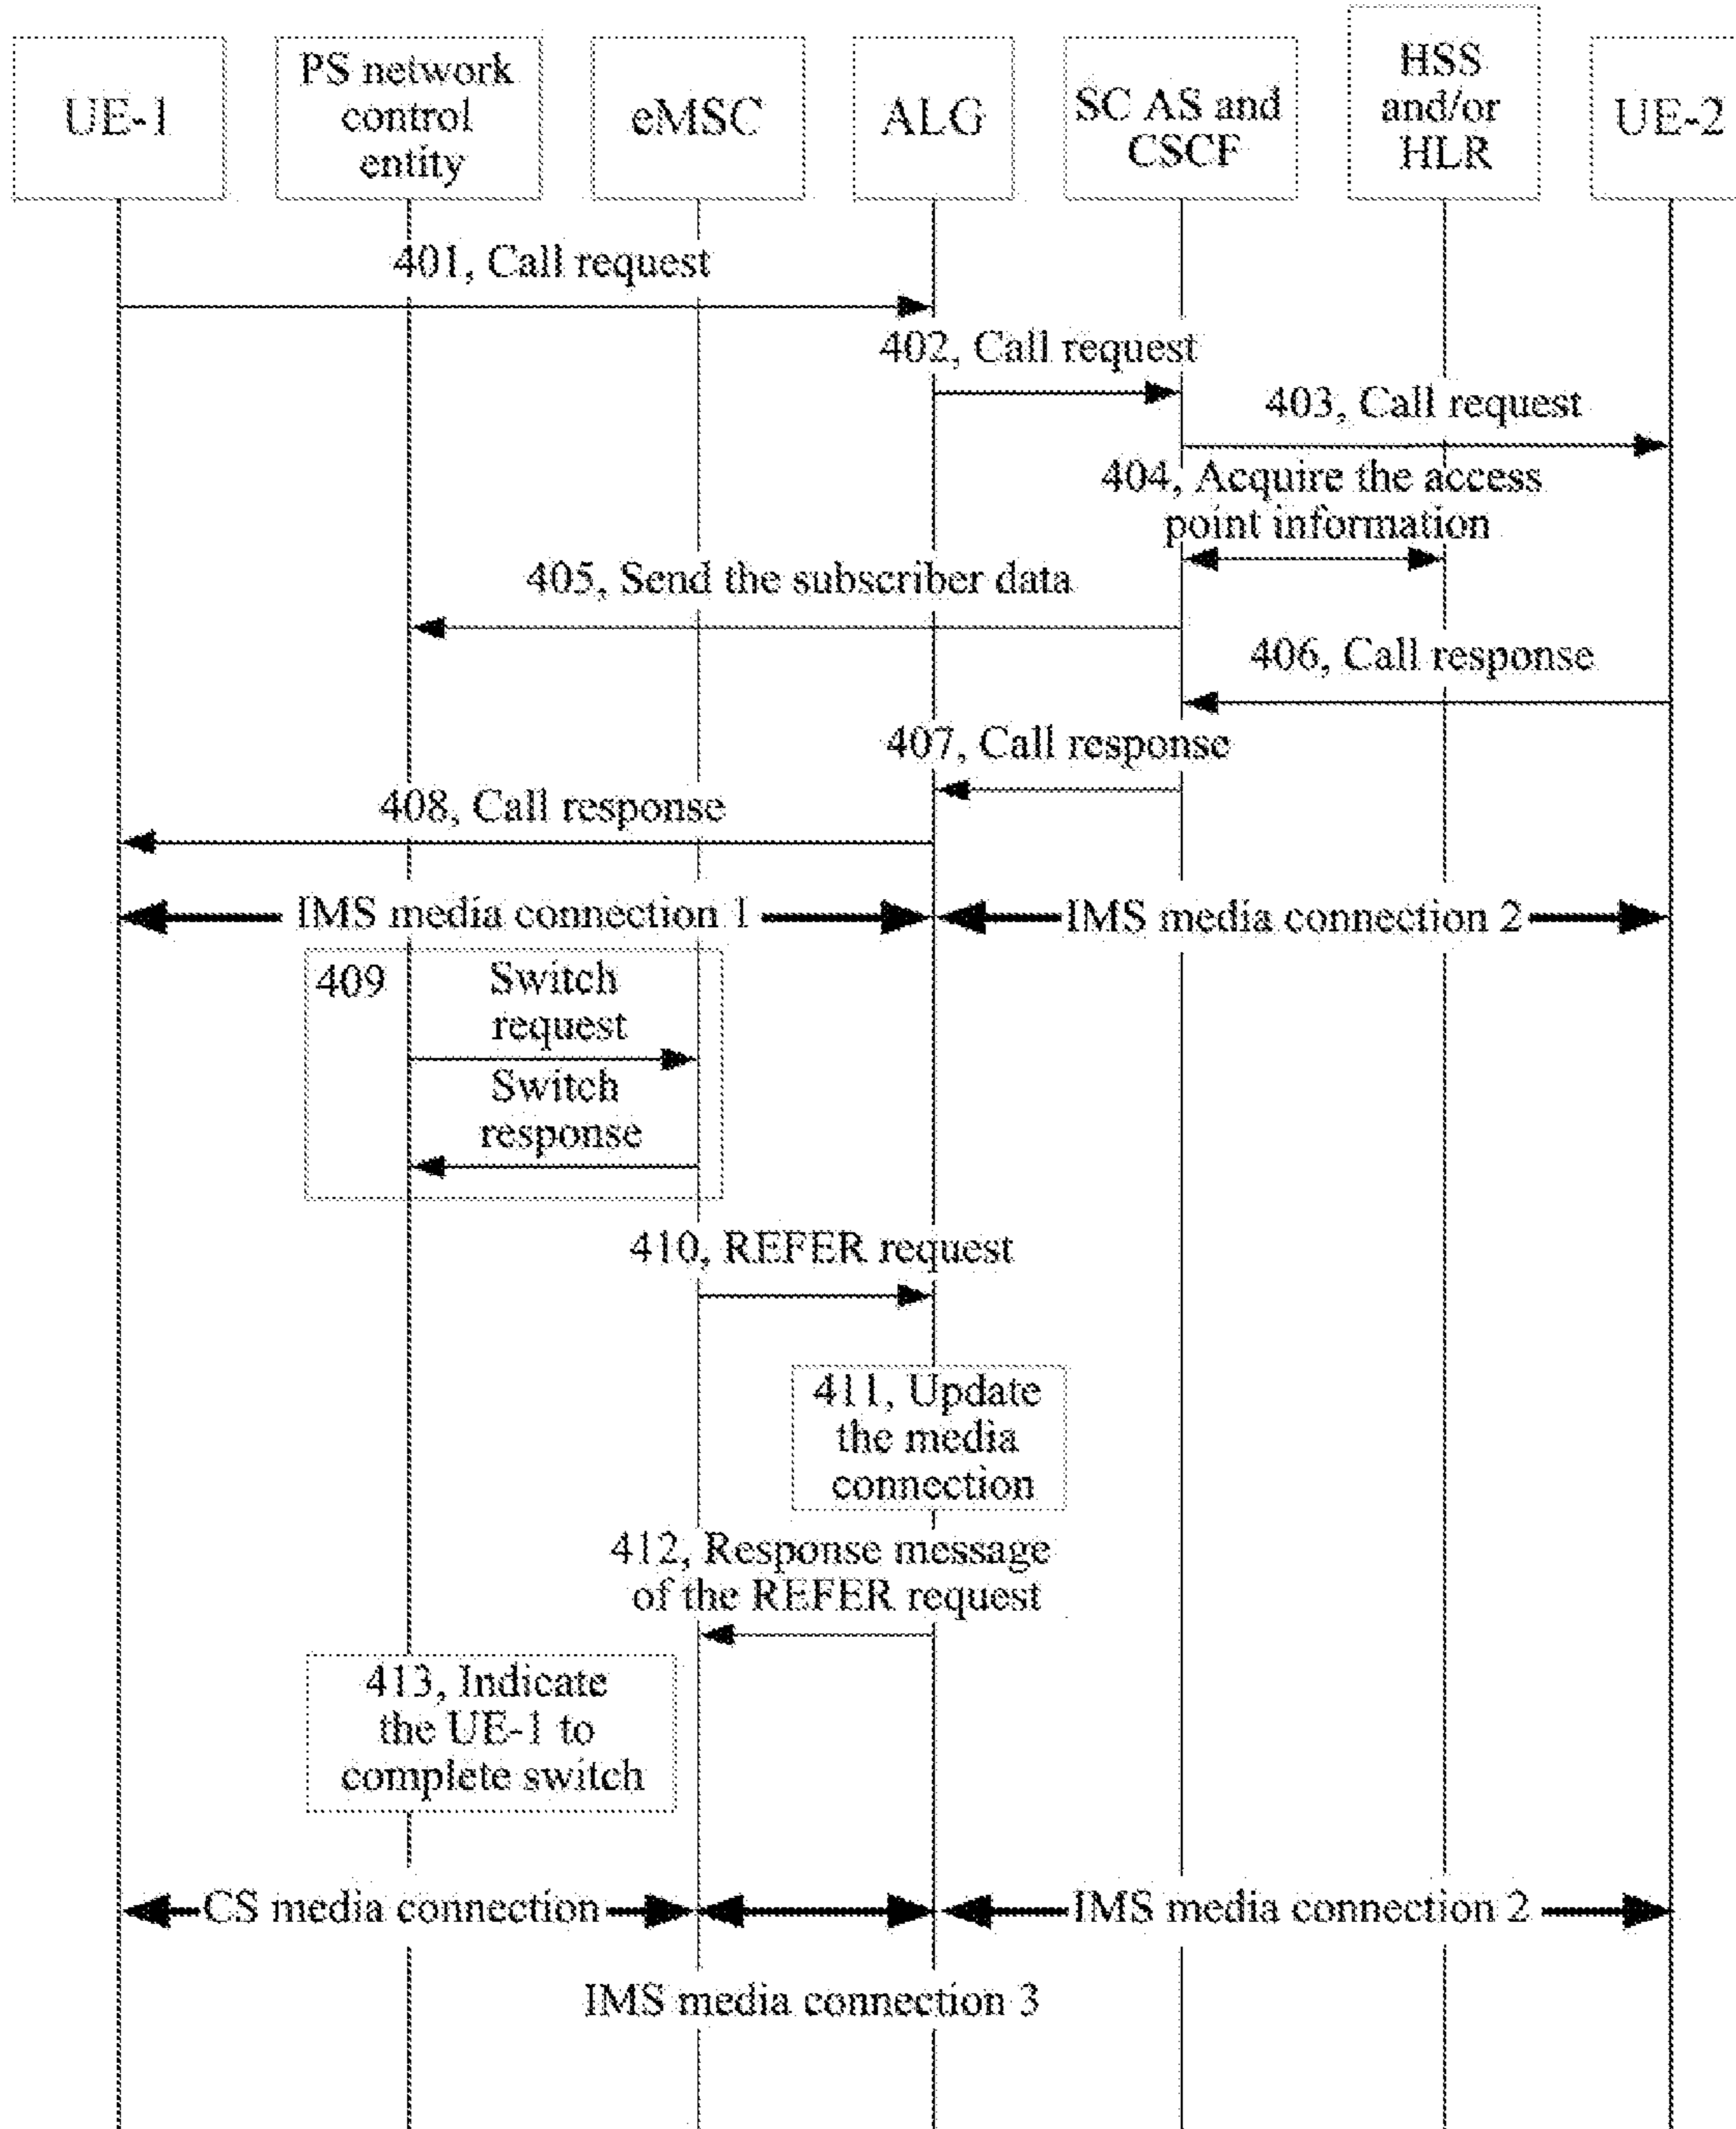 UE-1
PS network
control
entity
eMSC
ALG
SC AS and
CSCF
HSS
and/or
HLR
UE-2
401, Call request
402, Call request
403, Call request
404, Acquire the access
point information
405, Send the subscriber data
406, Call response
407, Call response
408, Call response
IMS media connection 1
IMS media connection 2
409
Switch
request
Switch
response
410, REFER request
411, Update
the media
connection
412, Response message
of the REFER request
413, Indicate
the UE-1 to
complete switch
CS media connection
IMS media connection 2
IMS media connection 3